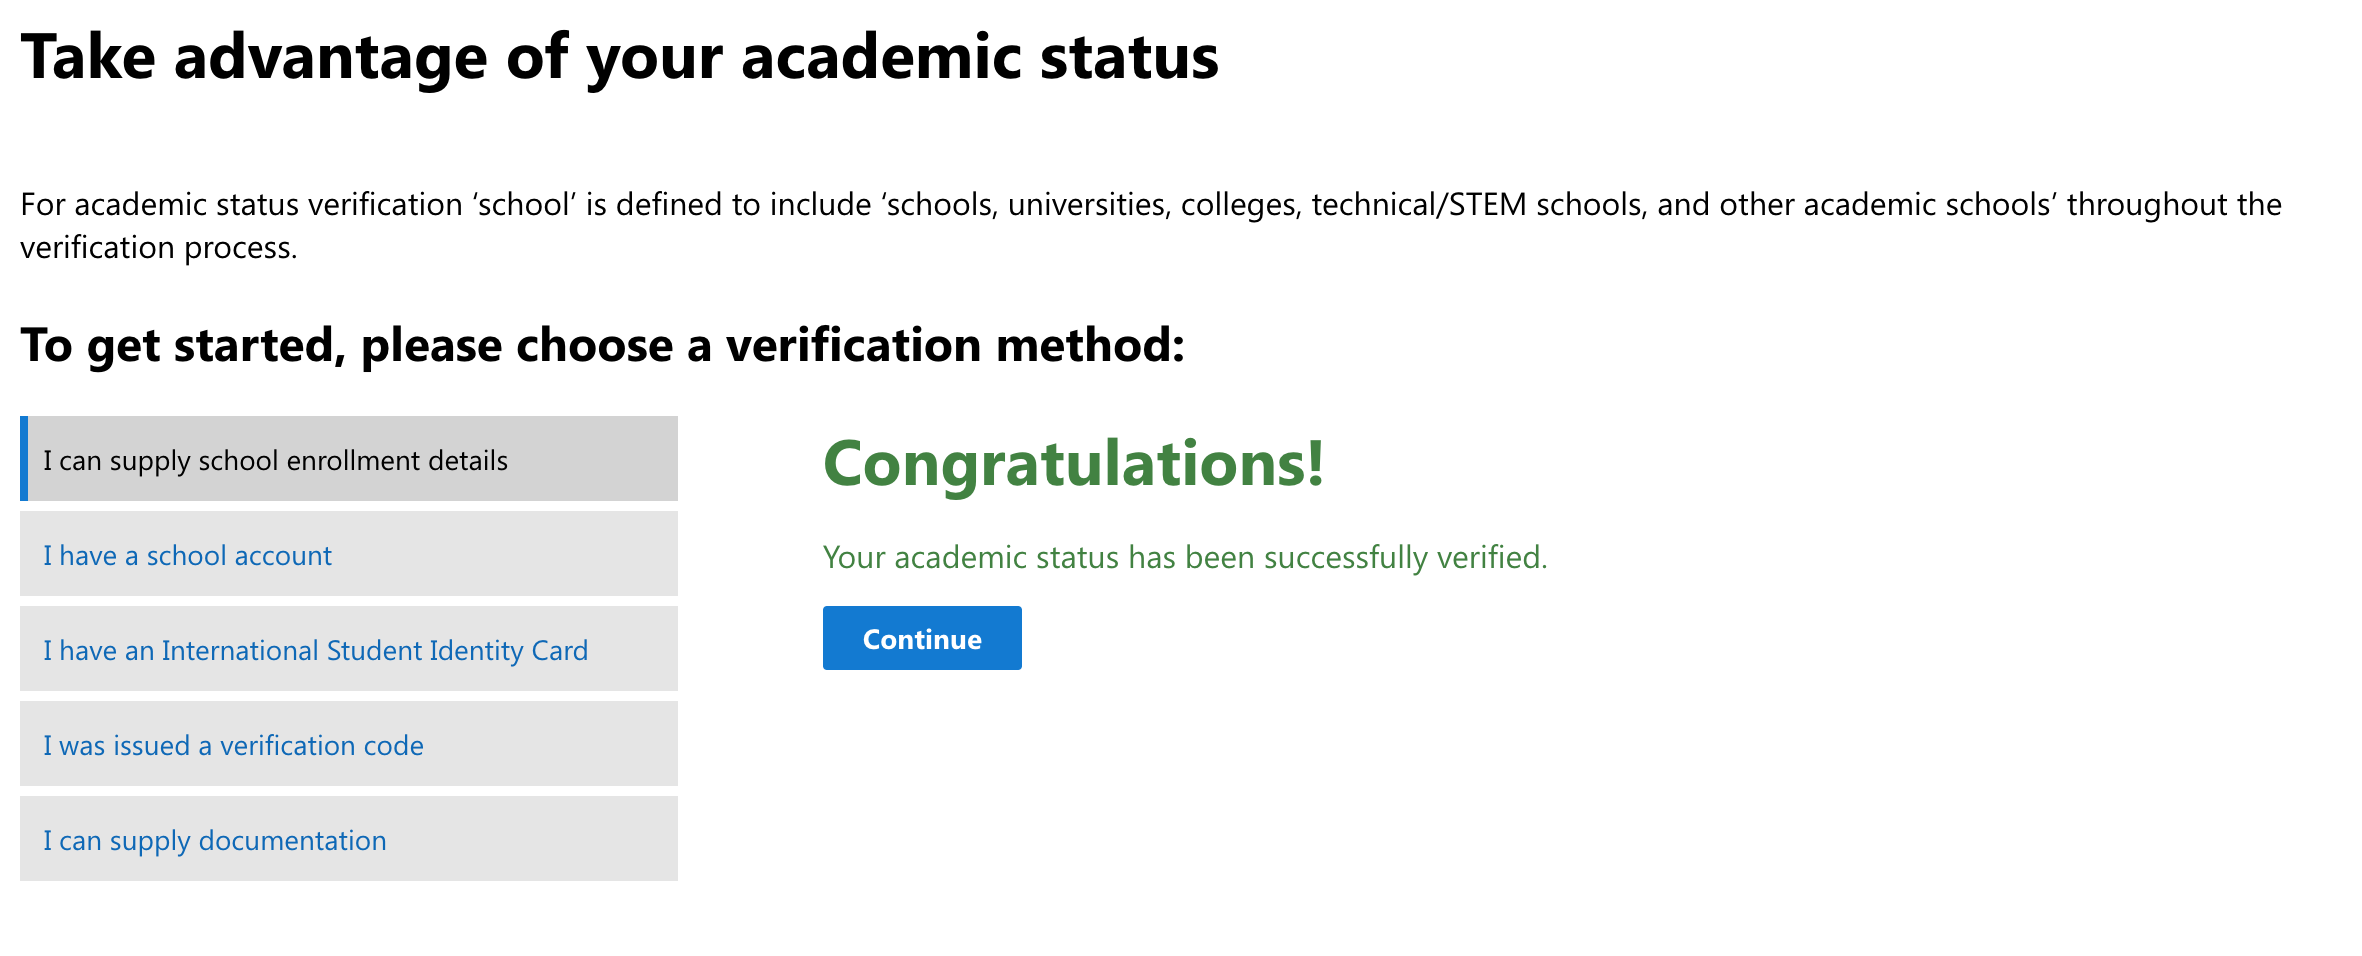 Take advantage of your academic status
For academic status verification ‘school’ is defined to include ‘schools, universities, colleges, technical/STEM schools, and other academic schools’ throughout the
verification process.
To get started, please choose a verification method:
I can supply school enrollment details
I have a school account
I have an International Student Identity Card
I was issued a verification code
I can supply documentation
Congratulations!
Your academic status has been successfully verified.
Continue